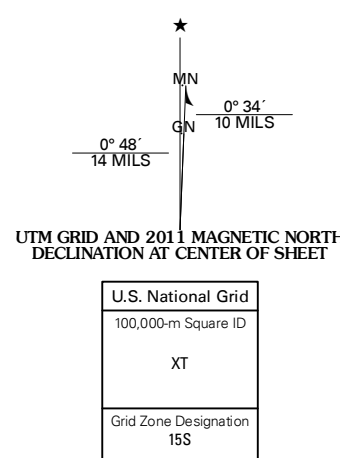 MN
0° 34´
10 MILS
GN
0° 48´
14 MILS
UTM GRID AND 2011 MAGNETIC NORTH
DECLINATION AT CENTER OF SHEET
U.S. National Grid
100,000-m Square ID
XT
Grid Zone Designation
15S